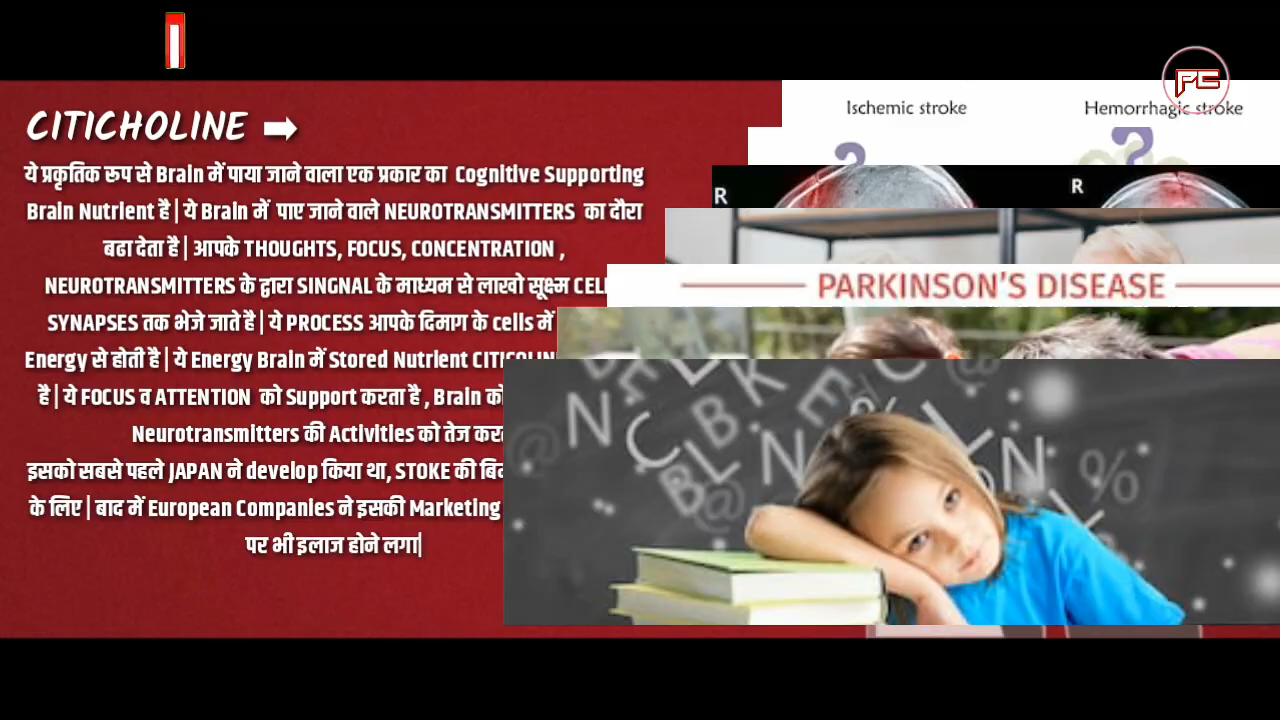 PC
CITICHOLINE
ये प्रकृतिक रूप से Brain में पाया जाने वाला एक प्रकार का Cognitive Supporting
Brain Nutrient है | ये Brain में पाए जाने वाले NEUROTRANSMITTERS का दौरा
बढा देता है | आपके THOUGHTS, FOCUS, CONCENTRATION ,
NEUROTRANSMITTERS के द्वारा SINGNAL के माध्यम से लाखो सूक्ष्म
SYNAPSES तक भेजे जाते है | ये PROCESS आपके दिमाग के cells में
Energy से होती है | ये Energy Brain में Stored Nutrient
है | ये FOCUS व ATTENTION को Support करता है , Brain
Neurotransmitters की Activities को तेज
इसको सबसे पहले JAPAN ने develop किया था, STOKE की
के लिए | बाद में European Companies ने इसकी Marketing
पर भी इलाज होने लगा|
Ischemic stroke
Hemorrhagic stroke
R
R
PARKINSON'S DISEASE